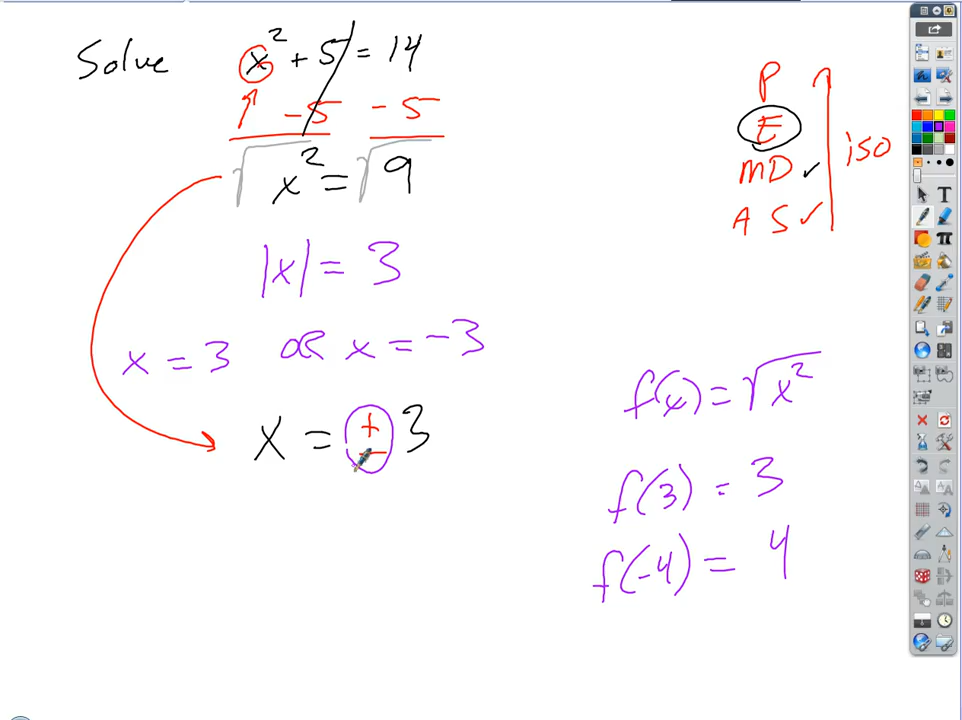 Solve x² + 5 = 14
- 5 - 5
√x² = √9
|x| = 3
x = 3 OR x = -3
x = ± 3
P
E
MD ✓
A S ✓
iso
f(x) = √x²
f(3) = 3
f(-4) = 4
T
π